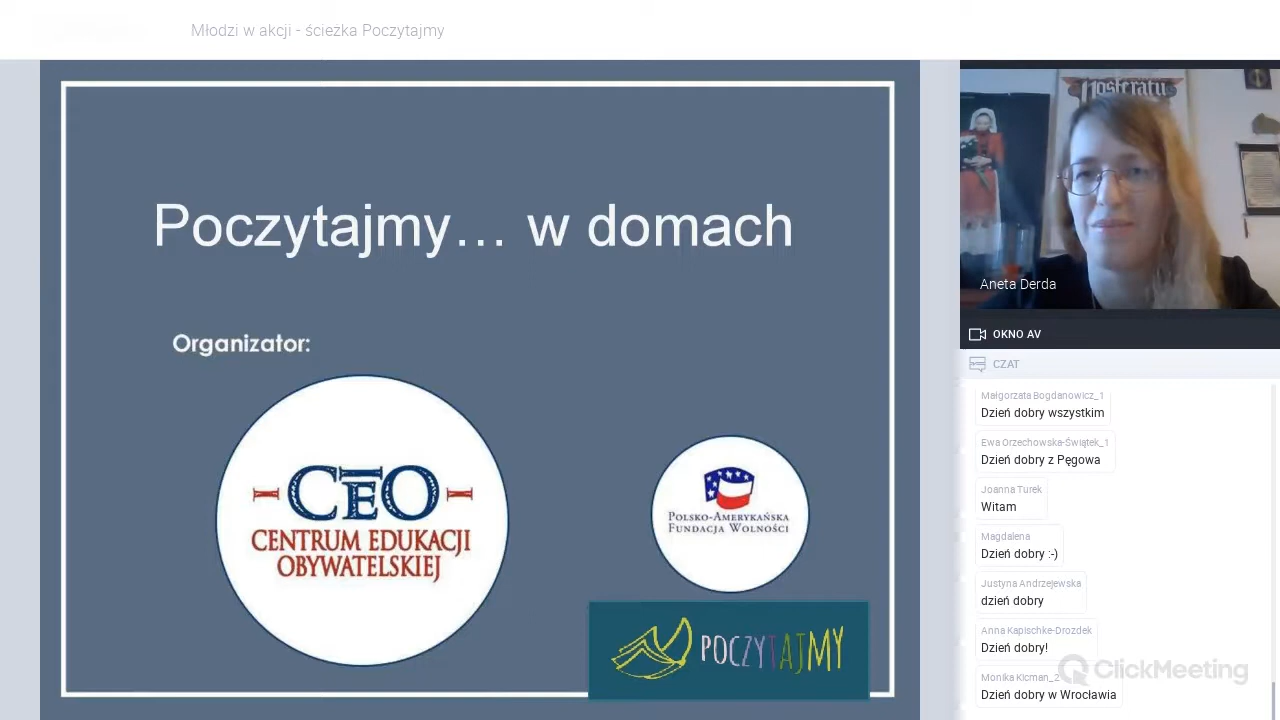 Młodzi w akcji - ścieżka Poczytajmy
Poczytajmy… w domach
Organizator:
CEO
CENTRUM EDUKACJI
OBYWATELSKIEJ
POLSKO-AMERYKAŃSKA
FUNDACJA WOLNOŚCI
POCZYTAJMY
Nosferatu
Aneta Derda
OKNO AV
CZAT
Małgorzata Bogdanowicz_1
Dzień dobry wszystkim
Ewa Orzechowska-Świątek_1
Dzień dobry z Pęgowa
Joanna Turek
Witam
Magdalena
Dzień dobry :-)
Justyna Andrzejewska
dzień dobry
Anna Kapischke-Drozdek
Dzień dobry!
Monika Kicman_2
Dzień dobry w Wrocławia
ClickMeeting